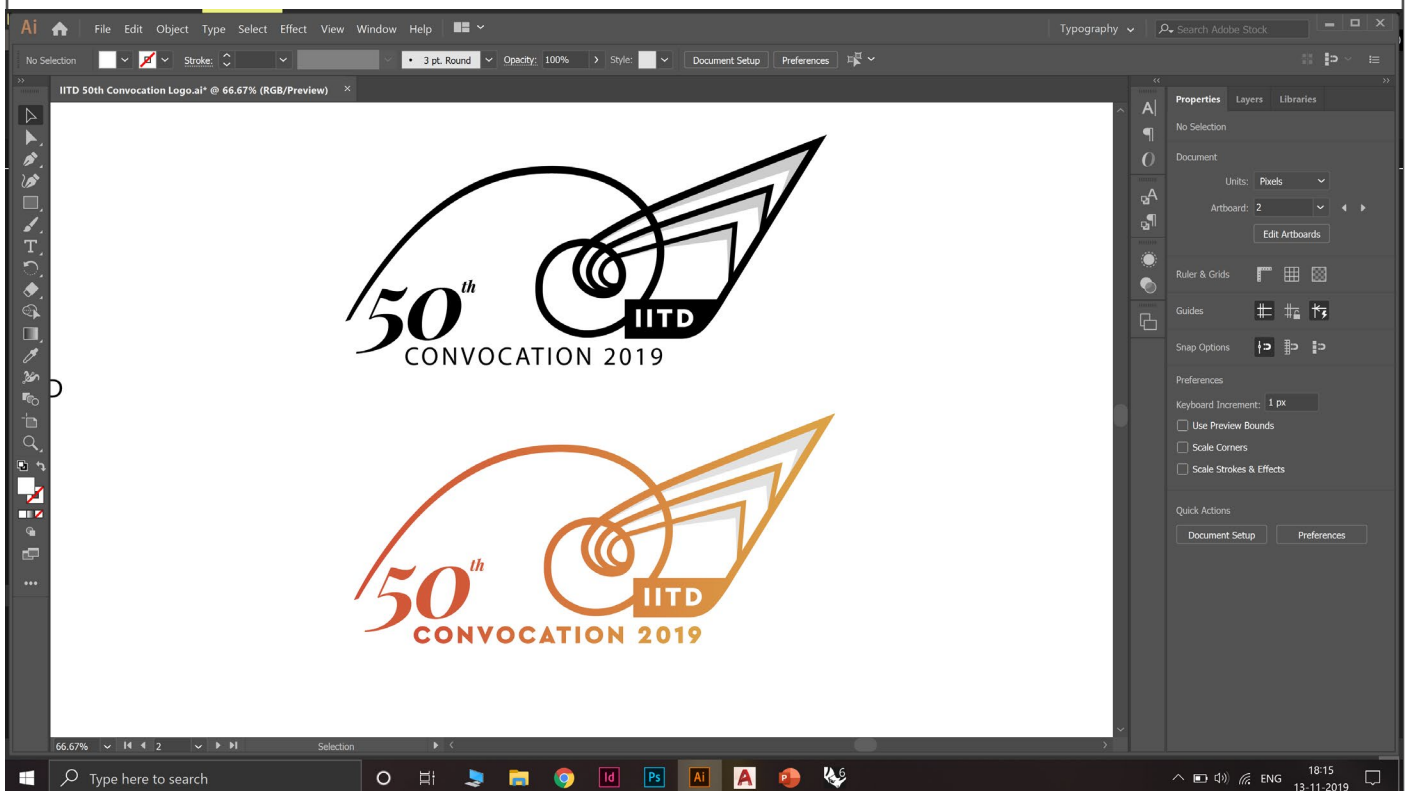 Ai File Edit Object Type Select Effect View Window Help Typography Search Adobe Stock
No Selection Stroke: 3 pt. Round Opacity: 100% Style: Document Setup Preferences
IITD 50th Convocation Logo.ai* @ 66.67% (RGB/Preview) ×
Properties Layers Libraries
No Selection
Document
Units: Pixels
Artboard: 2
Edit Artboards
Ruler & Grids
Guides
Snap Options
Preferences
Keyboard Increment: 1 px
Use Preview Bounds
Scale Corners
Scale Strokes & Effects
Quick Actions
Document Setup Preferences
50th
IITD
CONVOCATION 2019
50th
IITD
CONVOCATION 2019
66.67% 2 Selection
Type here to search Id Ps Ai A P 6 ENG 18:15
13-11-2019